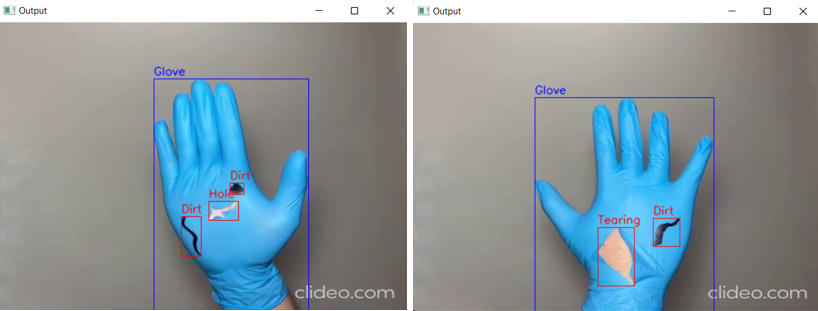 Output
Glove
Dirt
Hole
Dirt
clideo.com
Output
Glove
Tearing
Dirt
clideo.com